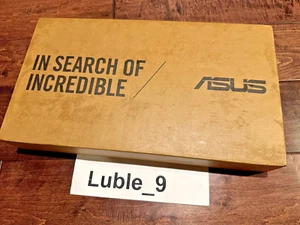 IN SEARCH OF
INCREDIBLE
ASUS
Luble_9